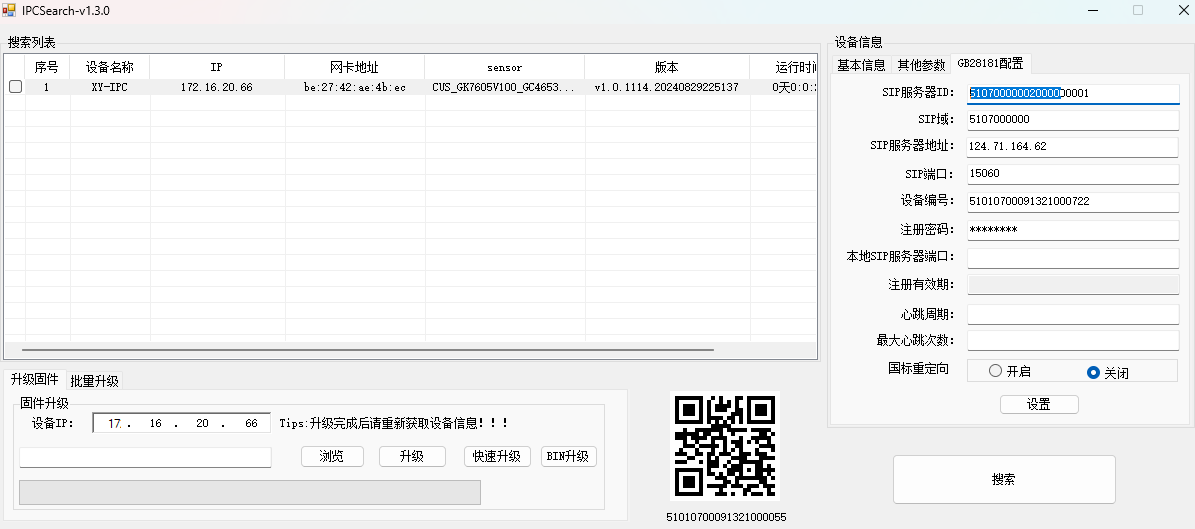 IPCSearch-v1.3.0
搜索列表
序号 设备名称 IP 网卡地址 sensor 版本 运行时间
1 XY-IPC 172.16.20.66 be:27:42:ae:4b:ec CUS_GK7605V100_GC4653... v1.0.1114.20240829225137 0天0:0:
升级固件 批量升级
固件升级
设备IP: 17. 16 . 20 . 66 Tips:升级完成后请重新获取设备信息!!!
浏览 升级 快速升级 BIN升级
51010700091321000055
设备信息
基本信息 其他参数 GB28181配置
SIP服务器ID:
SIP域: 5107000000
SIP服务器地址: 124.71.164.62
SIP端口: 15060
设备编号: 51010700091321000722
注册密码: ********
本地SIP服务器端口:
注册有效期:
心跳周期:
最大心跳次数:
国标重定向 开启 关闭
设置
搜索